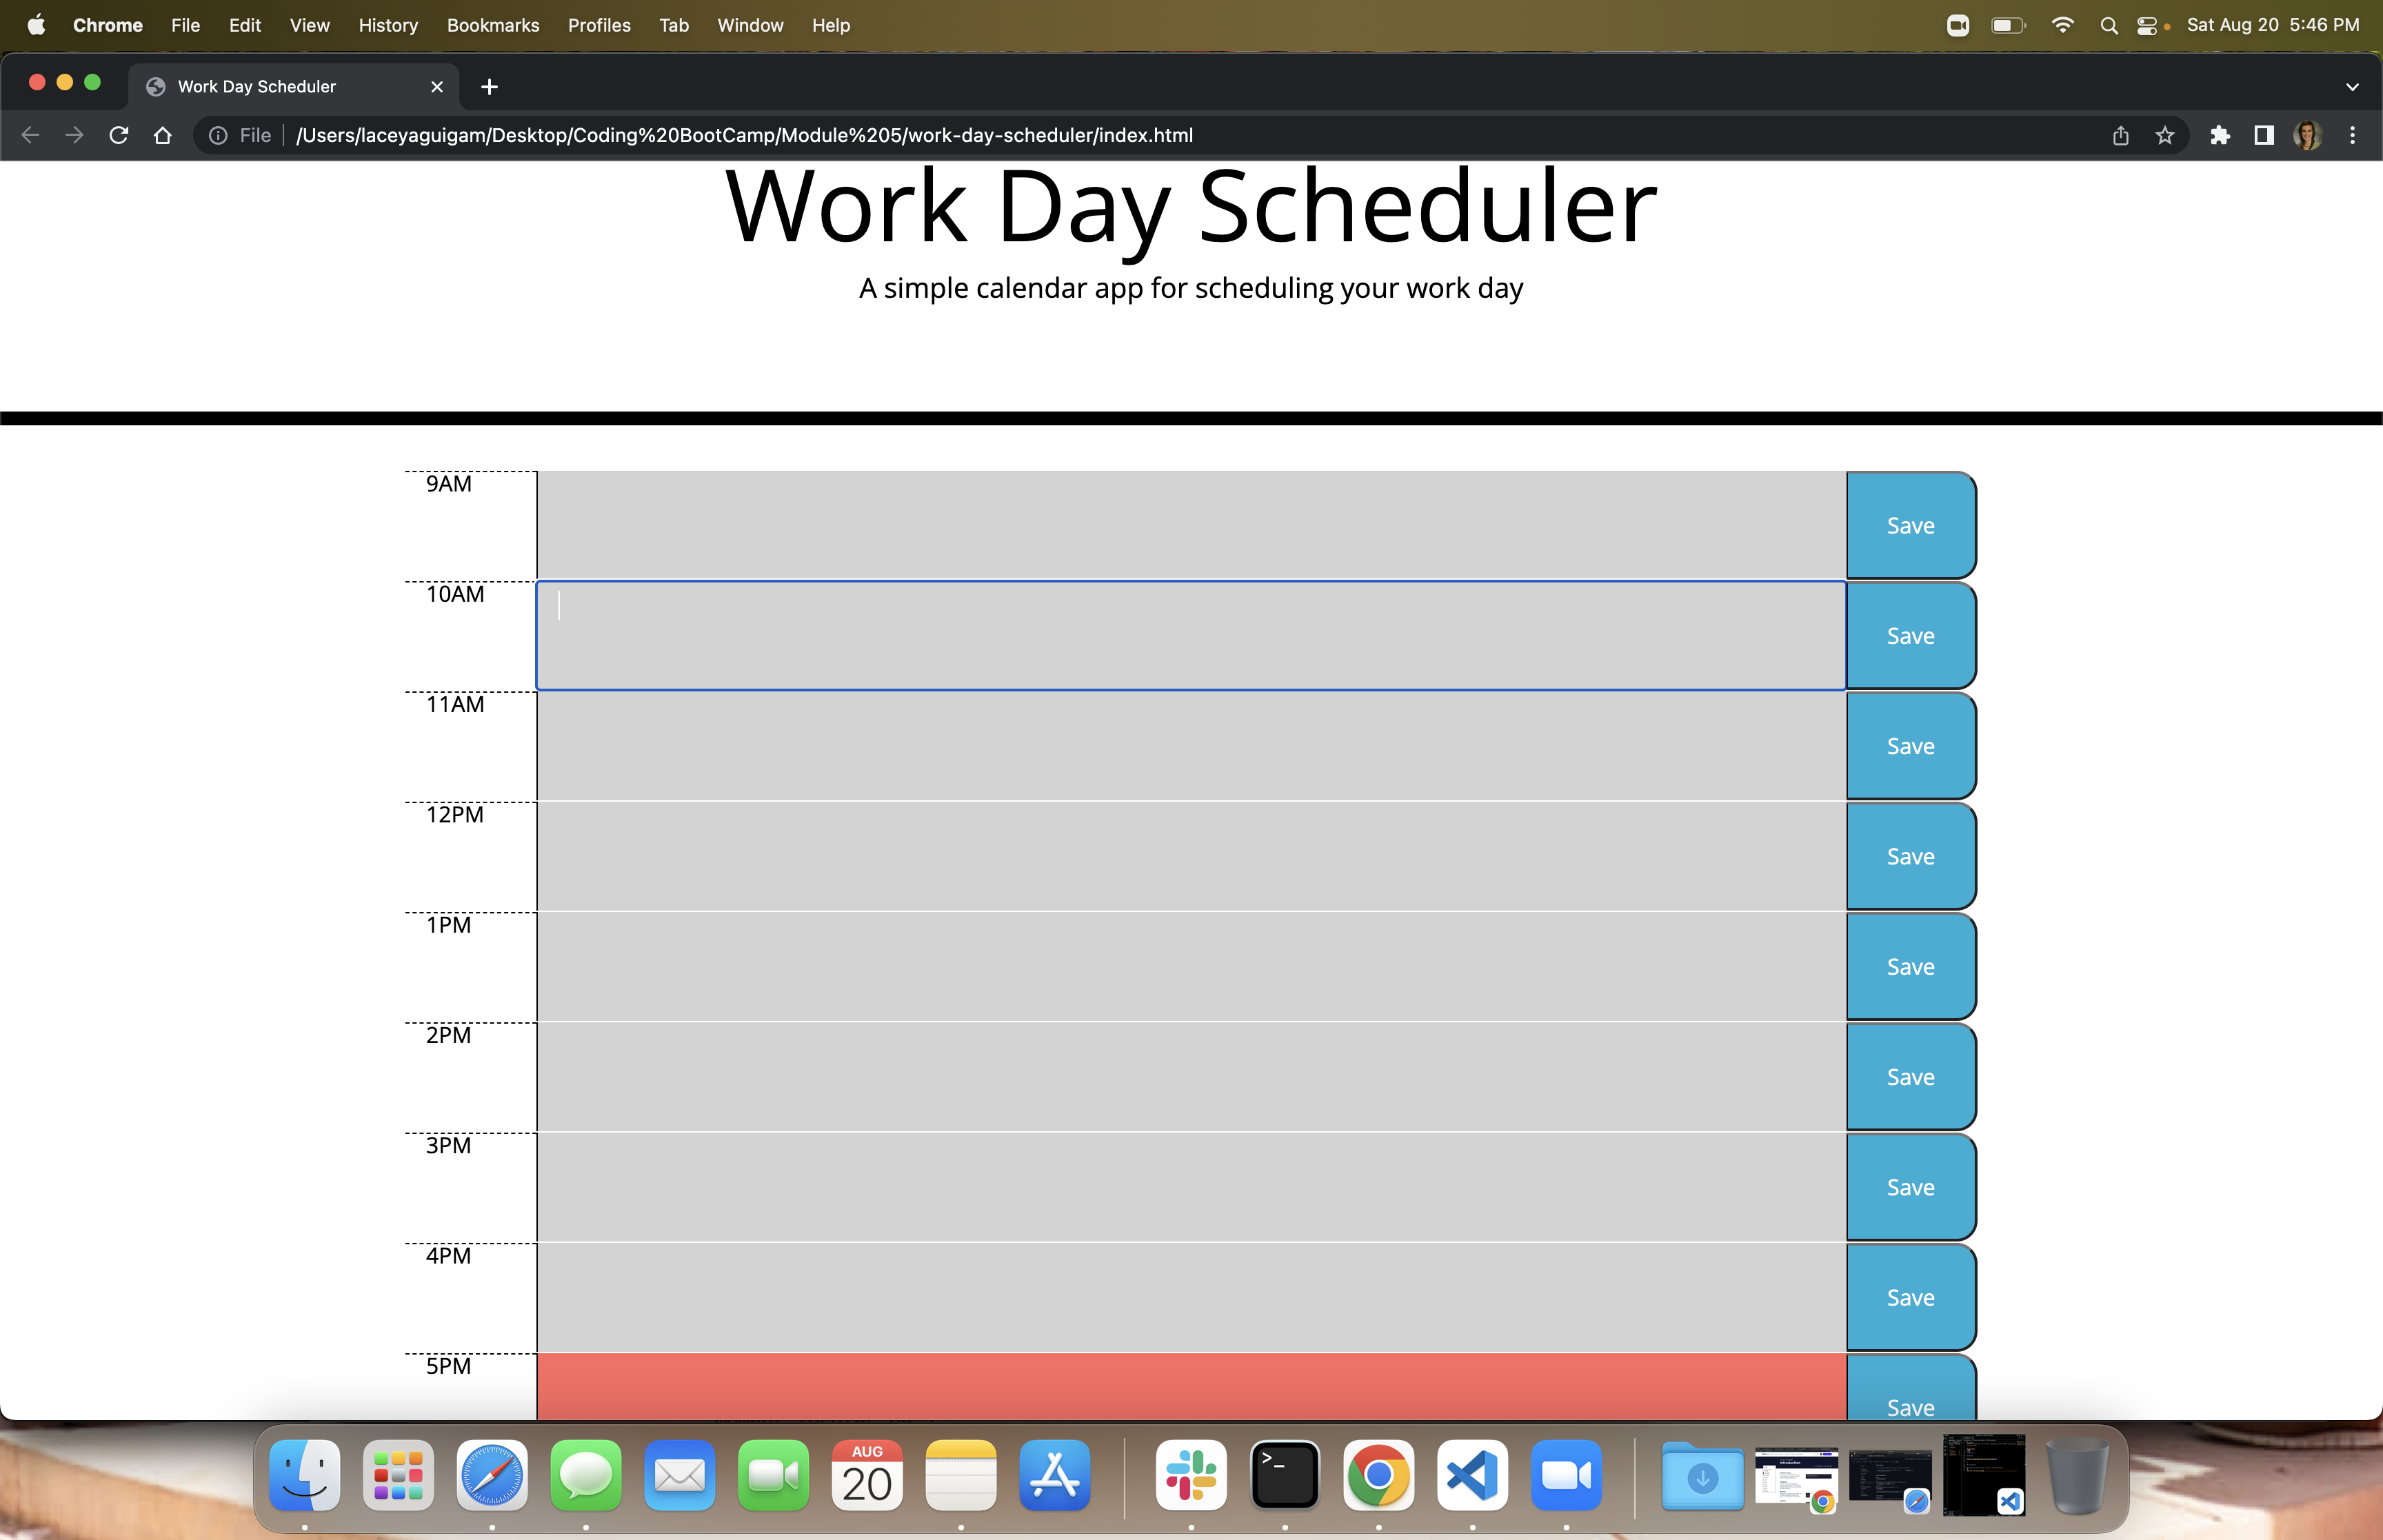 Chrome File Edit View History Bookmarks Profiles Tab Window Help Sat Aug 20 5:46 PM
Work Day Scheduler
File /Users/laceyaguigam/Desktop/Coding%20BootCamp/Module%205/work-day-scheduler/index.html
Work Day Scheduler
A simple calendar app for scheduling your work day
9AM Save
10AM Save
11AM Save
12PM Save
1PM Save
2PM Save
3PM Save
4PM Save
5PM Save
AUG
20